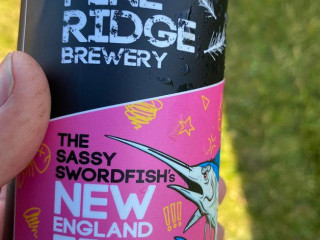 RIDGE
BREWERY
THE
SASSY
SWORDFISH's
NEW
ENGLAND
!!!